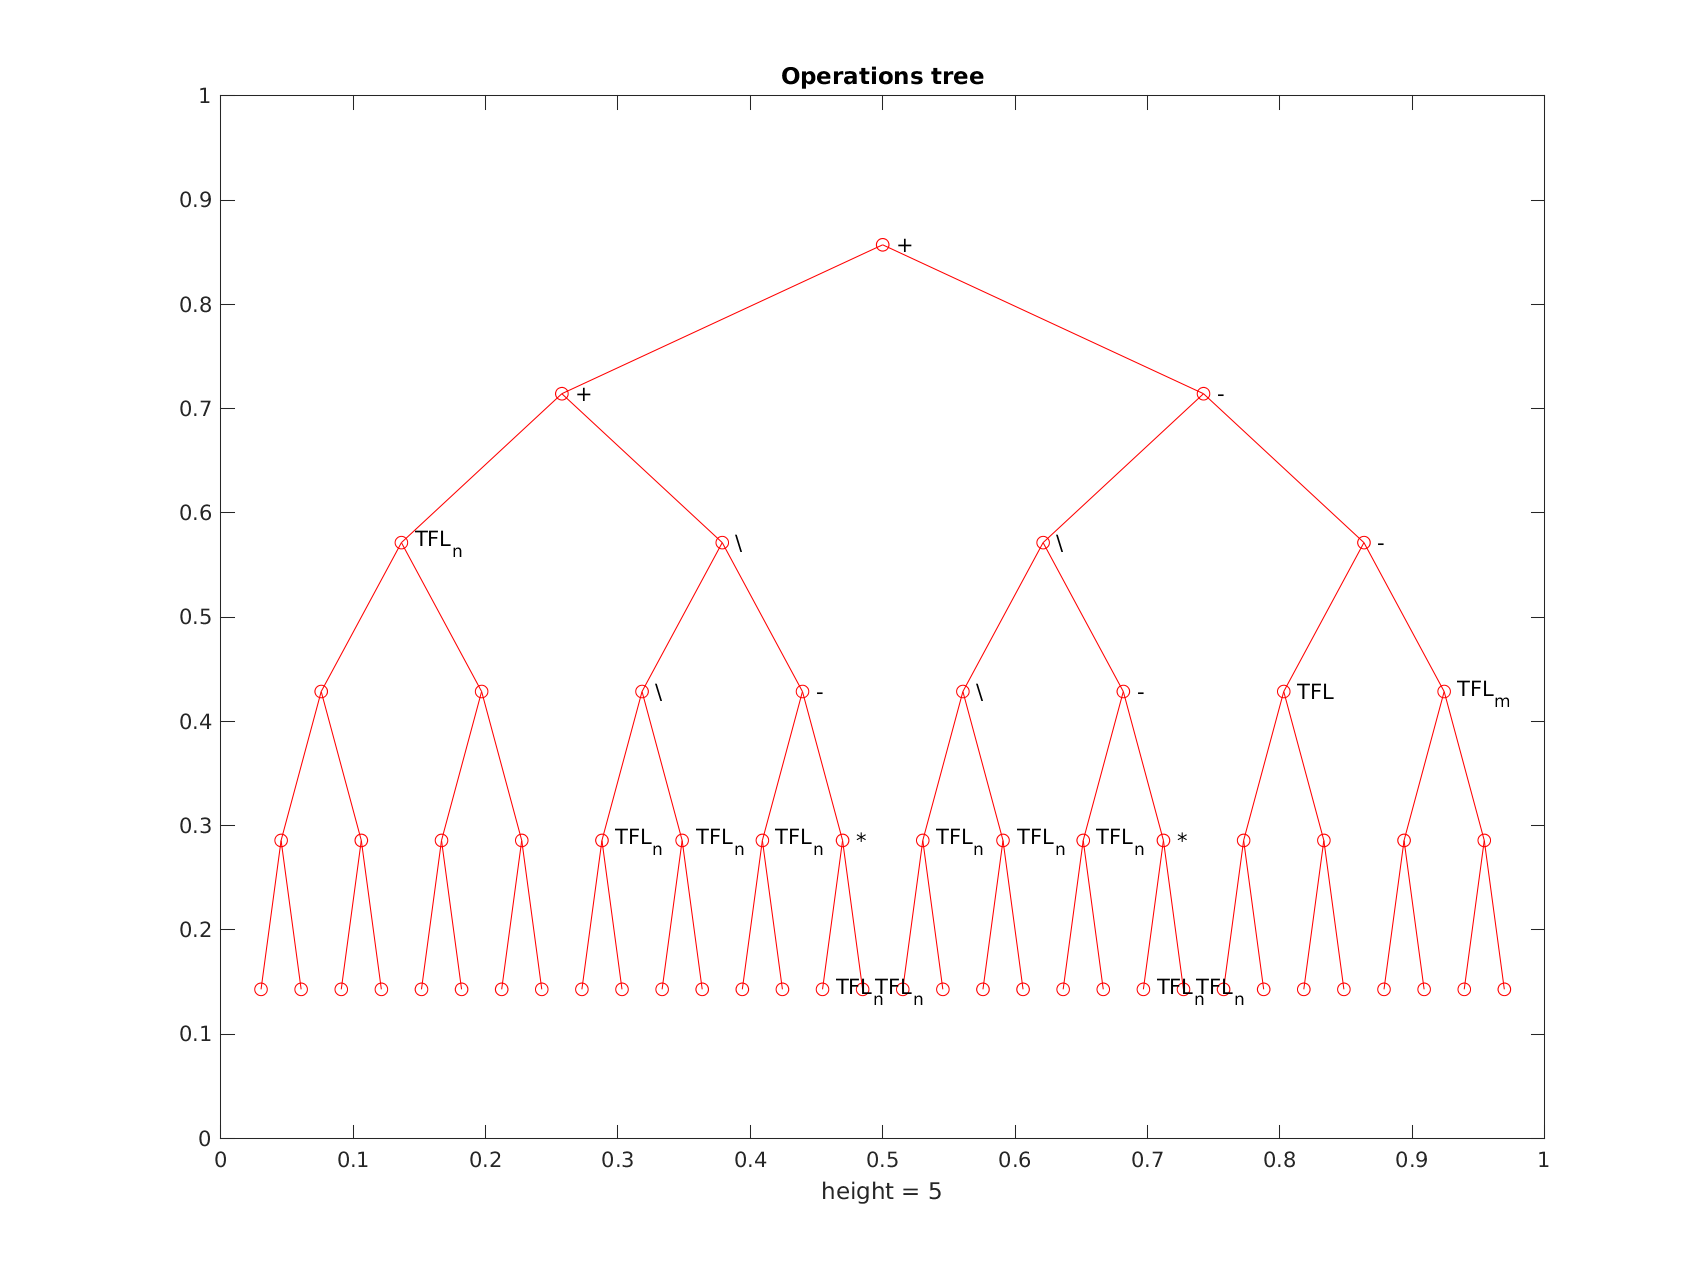 Operations tree
1
0.9
+
0.8
+ -
0.7
0.6
TFLn \ \ -
0.5
\ - \ - TFL TFLm
0.4
0.3
TFLn TFLn TFLn * TFLn TFLn TFLn *
0.2
TFLn TFLn TFLn TFLn
0.1
0
0 0.1 0.2 0.3 0.4 0.5 0.6 0.7 0.8 0.9 1
height = 5